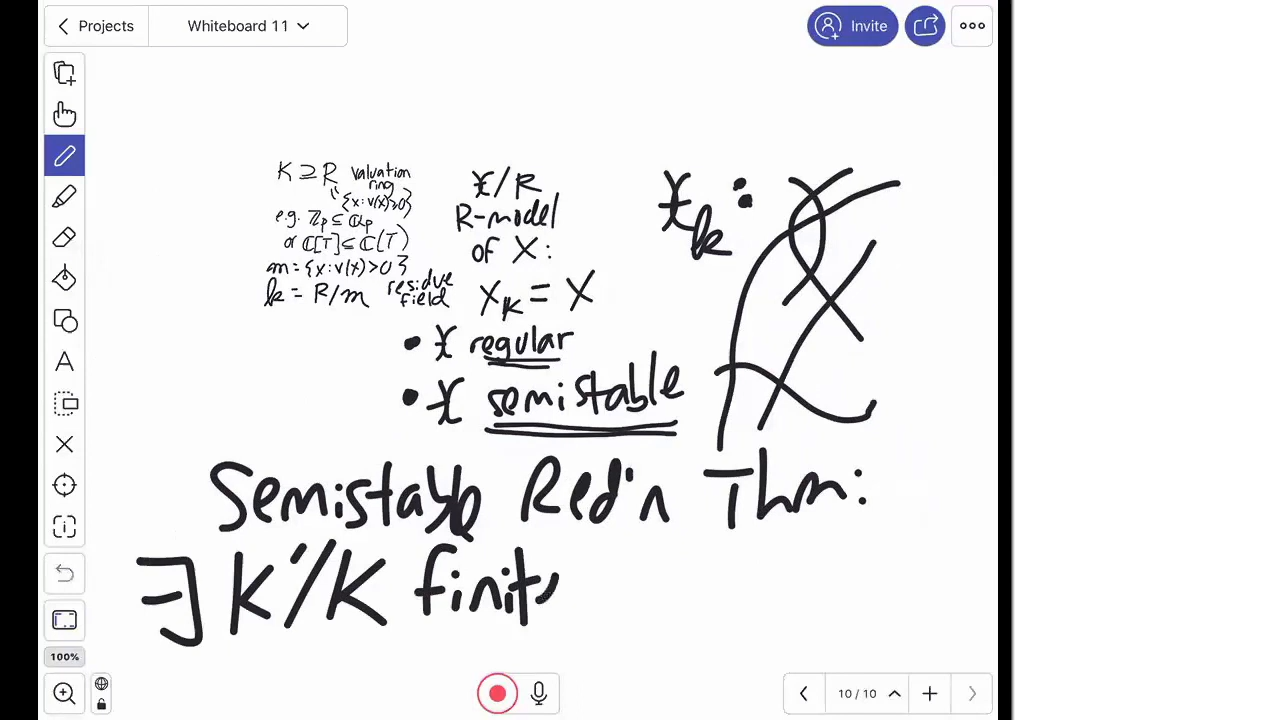 Projects
Whiteboard 11
Invite
K ⊇ R valuation ring
" {x: v(x)≥0}
e.g. ℤp ⊆ ℚp
or ℂ[T] ⊆ ℂ(T)
m = {x: v(x)>0}
k = R/m residue field
𝔛/R
R-model
of X:
X_K = X
• 𝔛 regular
• 𝔛 semistable
𝔛_k:
Semistable Red'n Thm:
∃ K'/K finite
100%
10 / 10